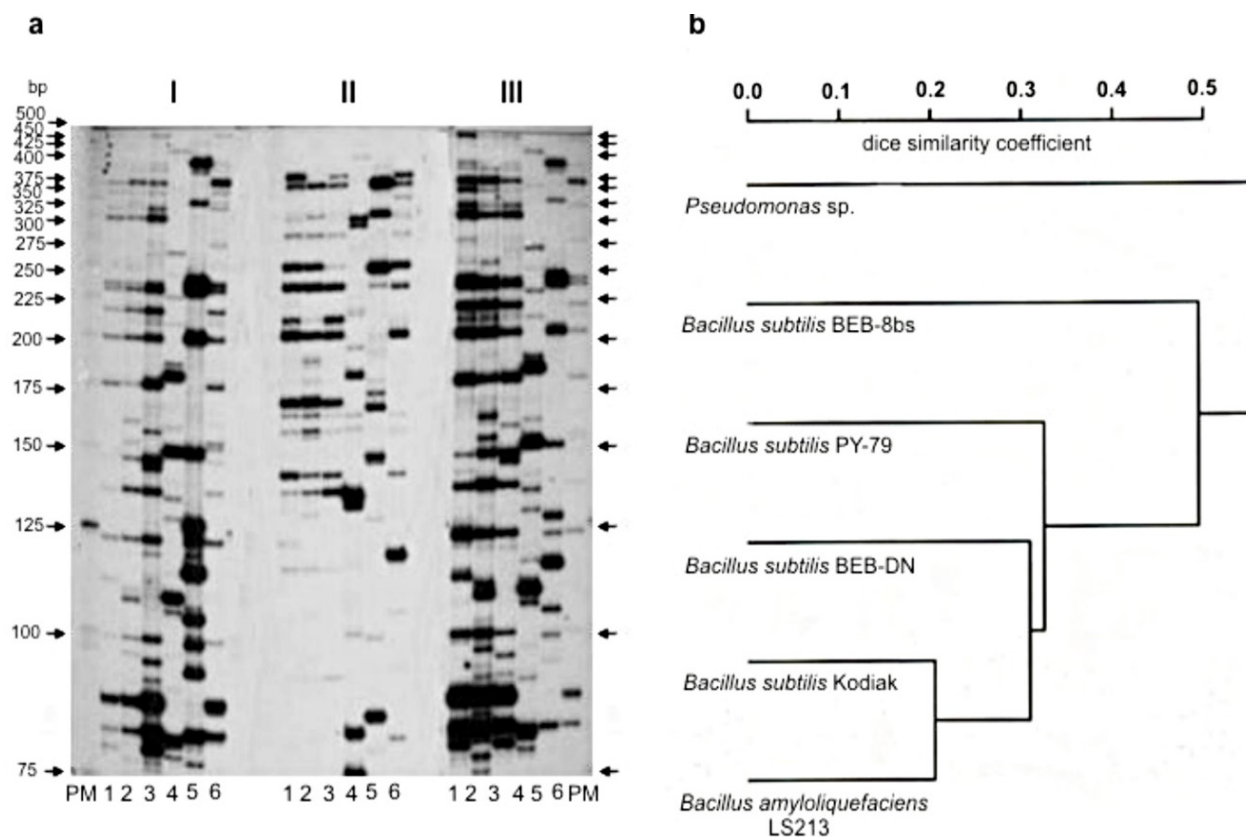 a
bp
I II III
500
450
425
400
375
350
325
300
275
250
225
200
175
150
125
100
75
PM 1 2 3 4 5 6 1 2 3 4 5 6 1 2 3 4 5 6 PM
b
0.0 0.1 0.2 0.3 0.4 0.5
dice similarity coefficient
Pseudomonas sp.
Bacillus subtilis BEB-8bs
Bacillus subtilis PY-79
Bacillus subtilis BEB-DN
Bacillus subtilis Kodiak
Bacillus amyloliquefaciens
LS213